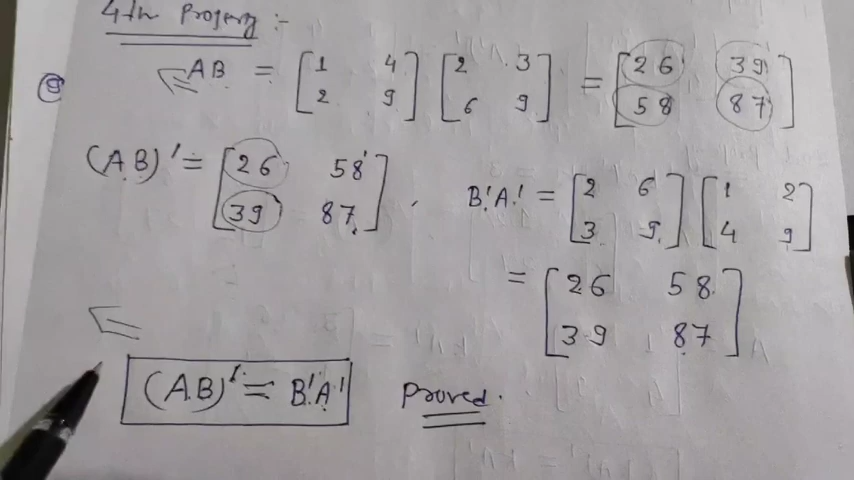 4th Property :-
9
AB = [1 4 2 9] [2 3 6 9] = [26 39 58 87]
(AB)' = [26 58 39 87] , B'A' = [2 6 3 9] [1 2 4 9]
= [26 58 39 87]
(AB)' = B'A' Proved.